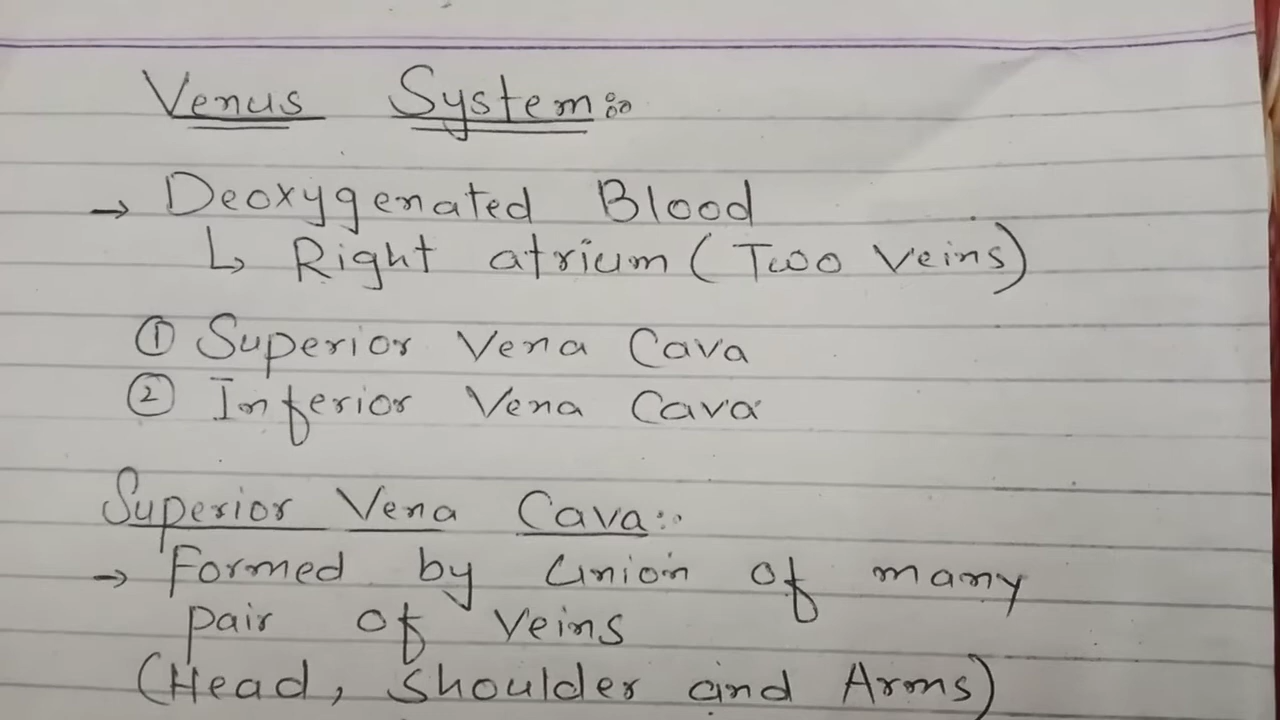 Venus System:
→ Deoxygenated Blood
↳ Right atrium (Two Veins)
① Superior Vena Cava
② Inferior Vena Cava
Superior Vena Cava:
→ Formed by Union of many
pair of Veins
(Head, Shoulder and Arms)